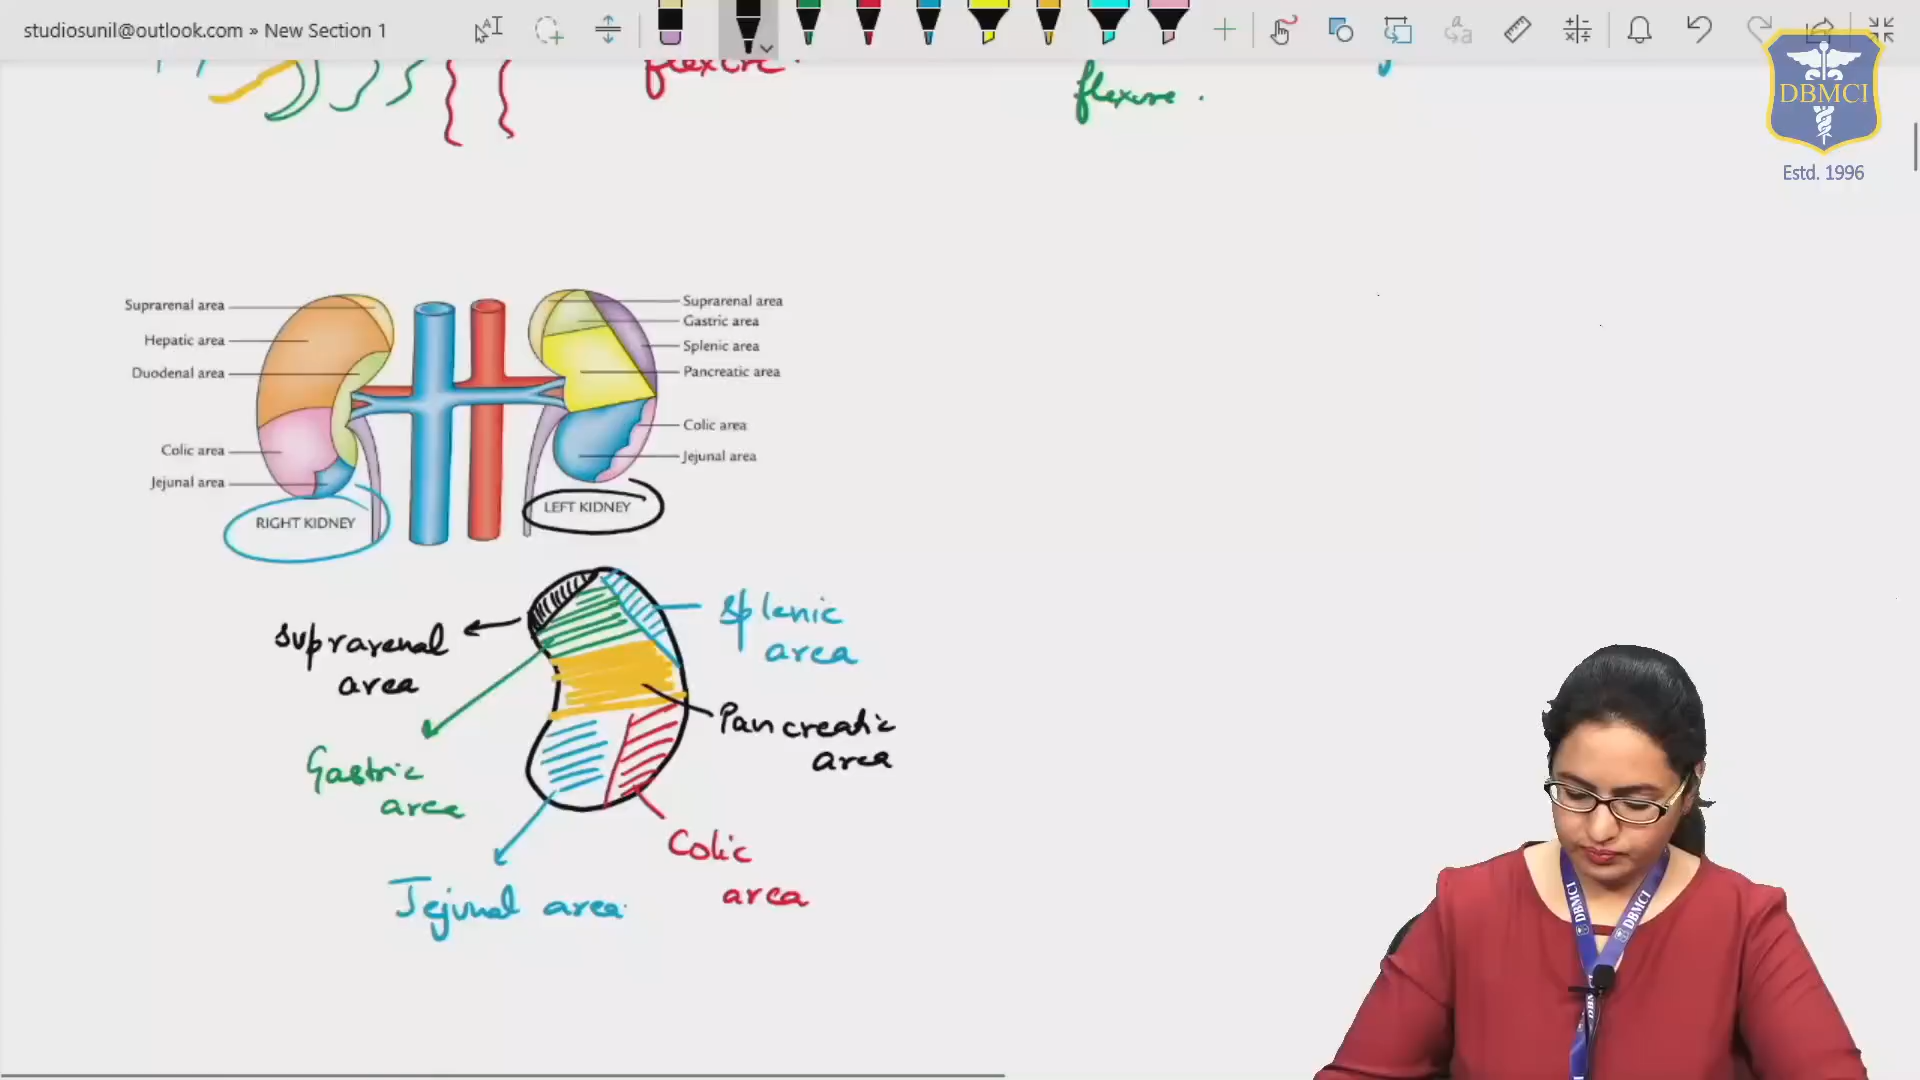 studiosunil@outlook.com » New Section 1
flexure.
flexure.
DBMCI
Estd. 1996
Suprarenal area
Hepatic area
Duodenal area
Colic area
Jejunal area
RIGHT KIDNEY
Suprarenal area
Gastric area
Splenic area
Pancreatic area
Colic area
Jejunal area
LEFT KIDNEY
Suprarenal
area
Splenic
area
Gastric
area
Pancreatic
area
Jejunal area
Colic
area
DBMCI
DBMCI